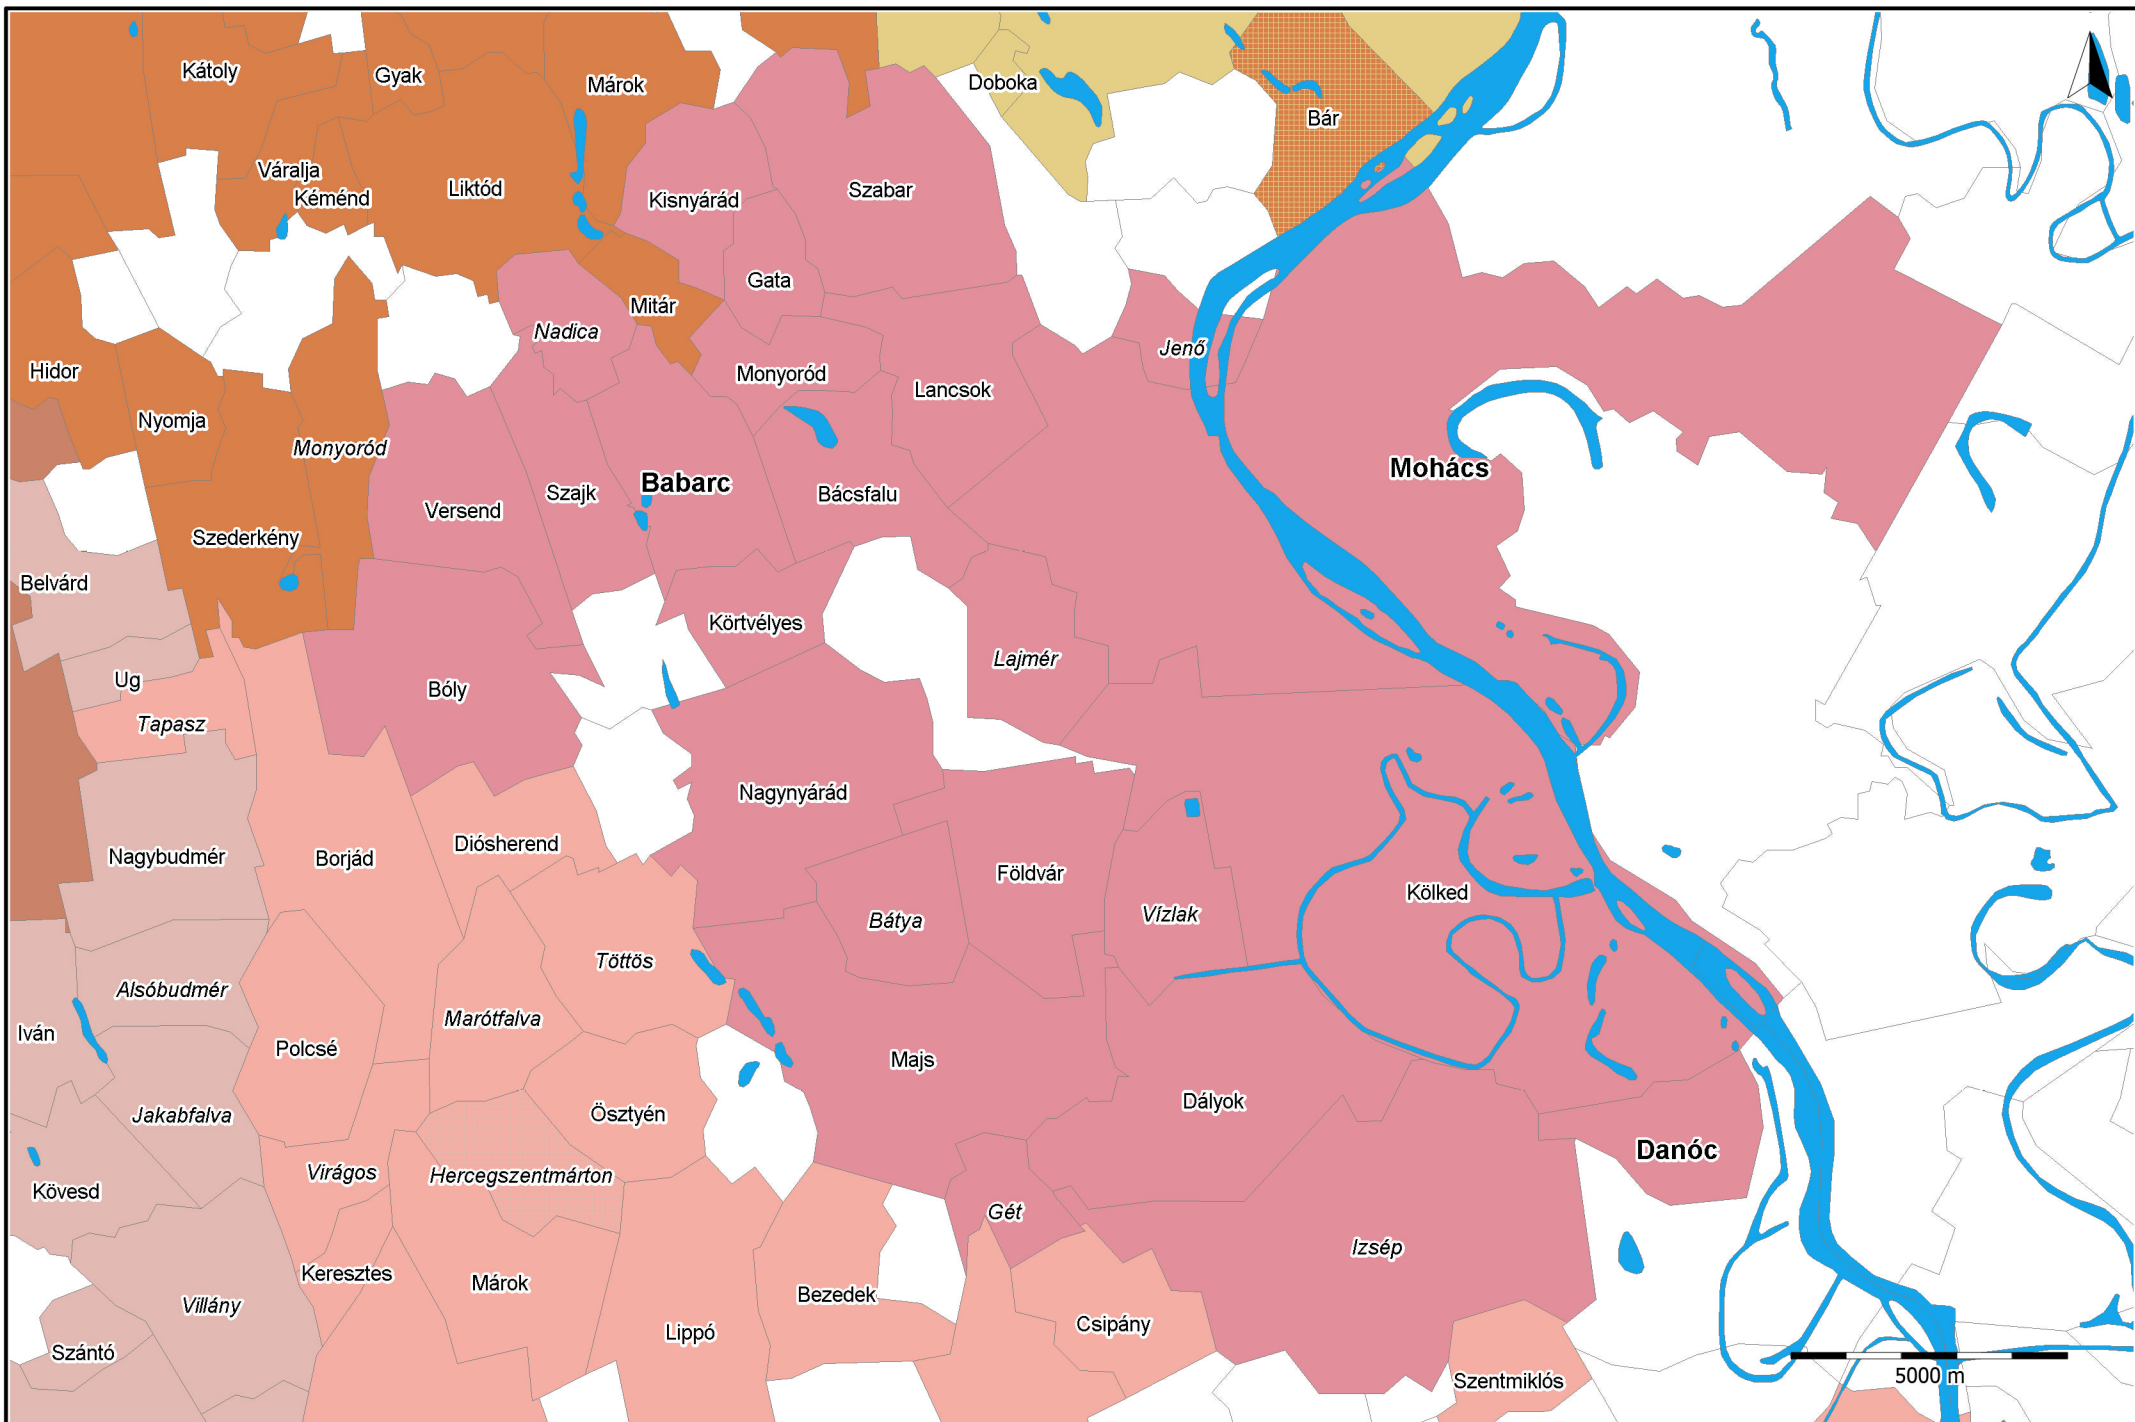 Kátoly
Gyak
Márok
Doboka
Bár
Váralja
Kéménd
Liktód
Kisnyárád
Szabar
Gata
Mitár
Nadica
Jenő
Hidor
Monyoród
Lancsok
Nyomja
Monyoród
Mohács
Babarc
Szajk
Bácsfalu
Versend
Szederkény
Belvárd
Körtvélyes
Lajmér
Ug
Bóly
Tapasz
Nagynyárád
Diósherend
Nagybudmér
Borjád
Földvár
Kölked
Bátya
Vízlak
Töttös
Alsóbudmér
Marótfalva
Iván
Polcsé
Majs
Dályok
Jakabfalva
Ösztyén
Danóc
Virágos
Hercegszentmárton
Kövesd
Gét
Izsép
Keresztes
Márok
Bezedek
Villány
Csipány
Lippó
Szántó
Szentmiklós
5000 m